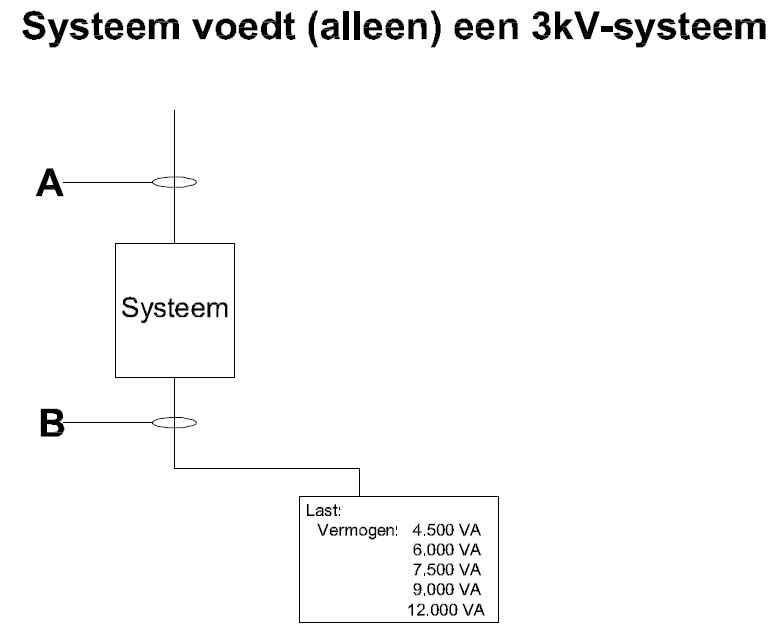 Systeem voedt (alleen) een 3kV-systeem
A
Systeem
B
Last:
Vermogen: 4.500 VA
6.000 VA
7.500 VA
9.000 VA
12.000 VA